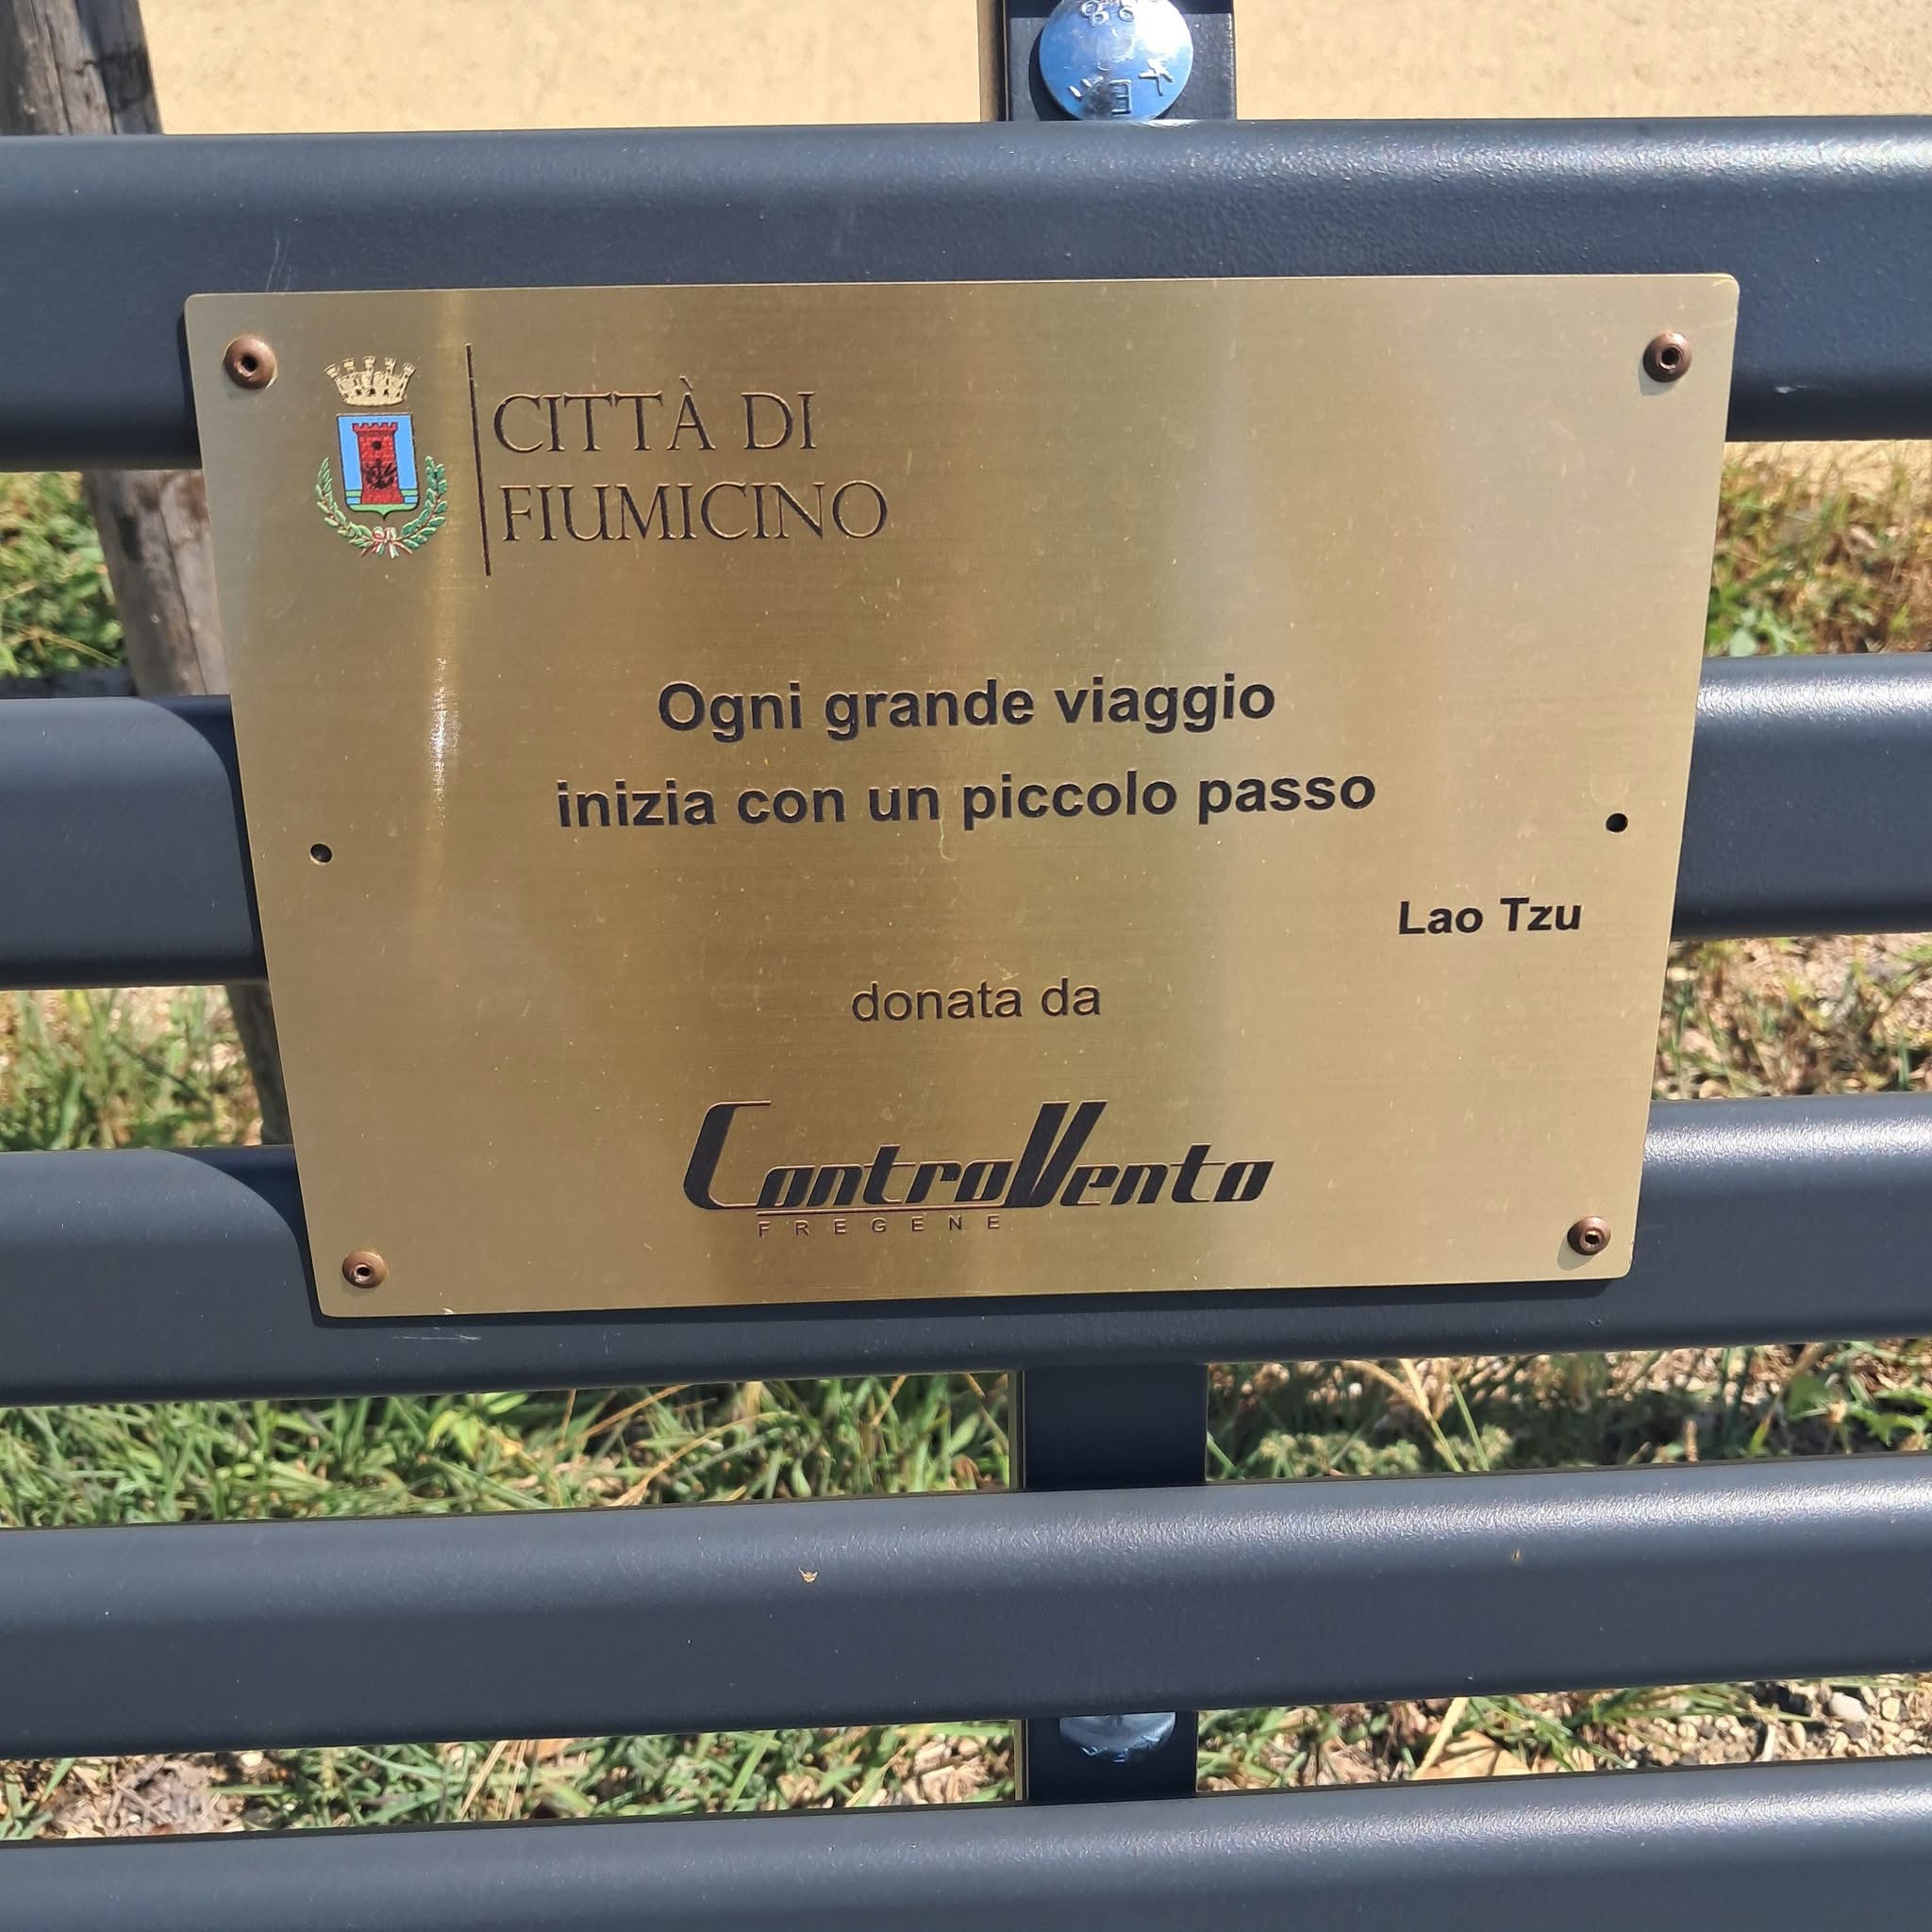 CITTÀ DI
FIUMICINO
Ogni grande viaggio
inizia con un piccolo passo
Lao Tzu
donata da
ControVento
FREGENE